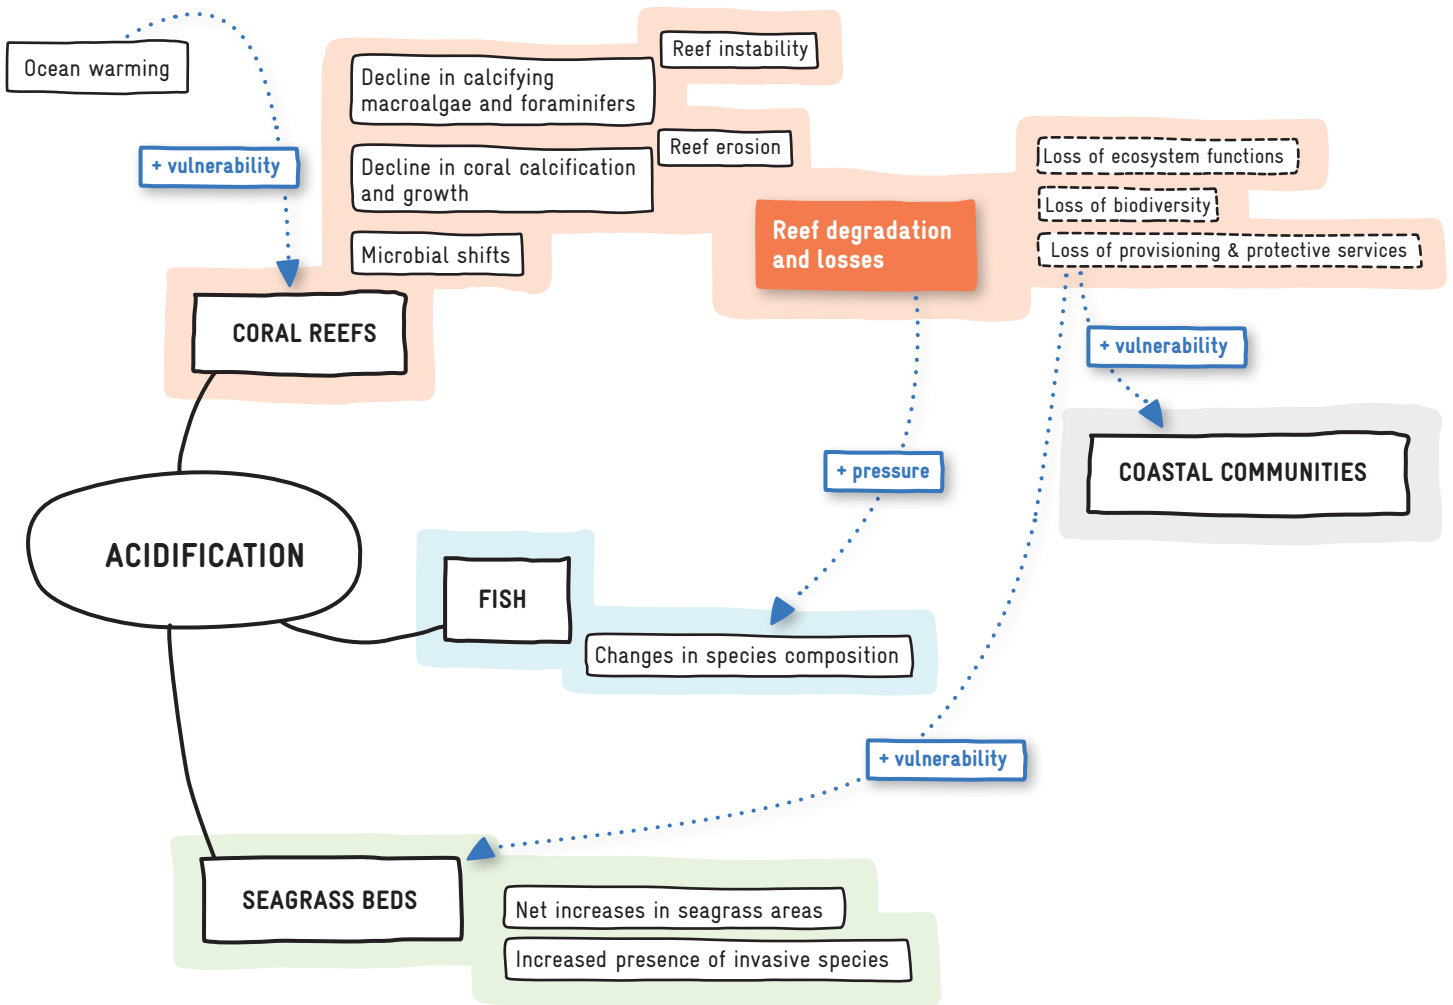 Ocean warming
+ vulnerability
Decline in calcifying
macroalgae and foraminifers
Reef instability
Decline in coral calcification
and growth
Reef erosion
Microbial shifts
CORAL REEFS
Reef degradation
and losses
Loss of ecosystem functions
Loss of biodiversity
Loss of provisioning & protective services
+ vulnerability
COASTAL COMMUNITIES
+ pressure
ACIDIFICATION
FISH
Changes in species composition
+ vulnerability
SEAGRASS BEDS
Net increases in seagrass areas
Increased presence of invasive species